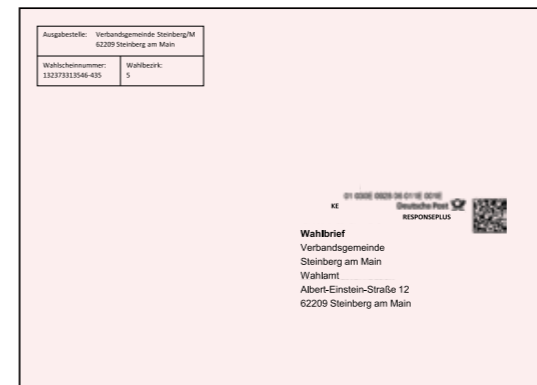 Ausgabestelle: Verbandsgemeinde Steinberg/M
62209 Steinberg am Main
Wahlscheinnummer:
132373313546-435
Wahlbezirk:
5
Deutsche Post
KE
RESPONSEPLUS
Wahlbrief
Verbandsgemeinde
Steinberg am Main
Wahlamt
Albert-Einstein-Straße 12
62209 Steinberg am Main